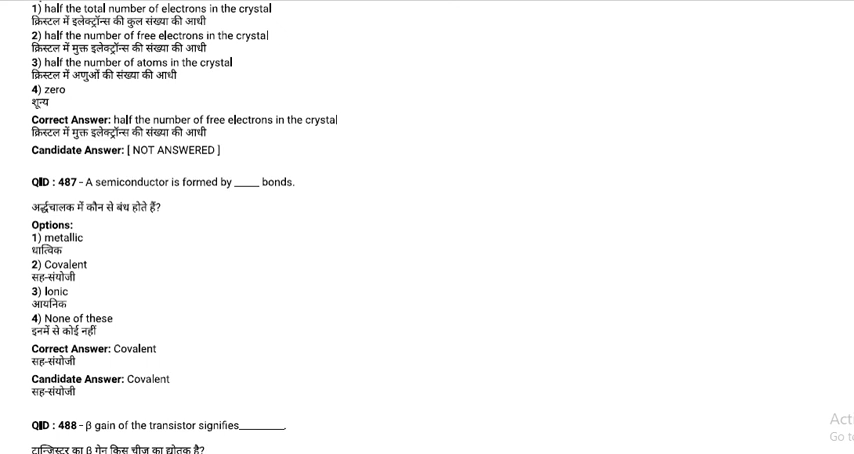 1) half the total number of electrons in the crystal
क्रिस्टल में इलेक्ट्रॉन्स की कुल संख्या की आधी
2) half the number of free electrons in the crystal
क्रिस्टल में मुक्त इलेक्ट्रॉन्स की संख्या की आधी
3) half the number of atoms in the crystal
क्रिस्टल में अणुओं की संख्या की आधी
4) zero
शून्य
Correct Answer: half the number of free electrons in the crystal
क्रिस्टल में मुक्त इलेक्ट्रॉन्स की संख्या की आधी
Candidate Answer: [ NOT ANSWERED ]
QID : 487 - A semiconductor is formed by _____ bonds.
अर्द्धचालक में कौन से बंध होते हैं?
Options:
1) metallic
धात्विक
2) Covalent
सह-संयोजी
3) Ionic
आयनिक
4) None of these
इनमें से कोई नहीं
Correct Answer: Covalent
सह-संयोजी
Candidate Answer: Covalent
सह-संयोजी
QID : 488 - β gain of the transistor signifies_________.
ट्रान्जिस्टर का β गेन किस चीज का द्योतक है?
Act
Go to